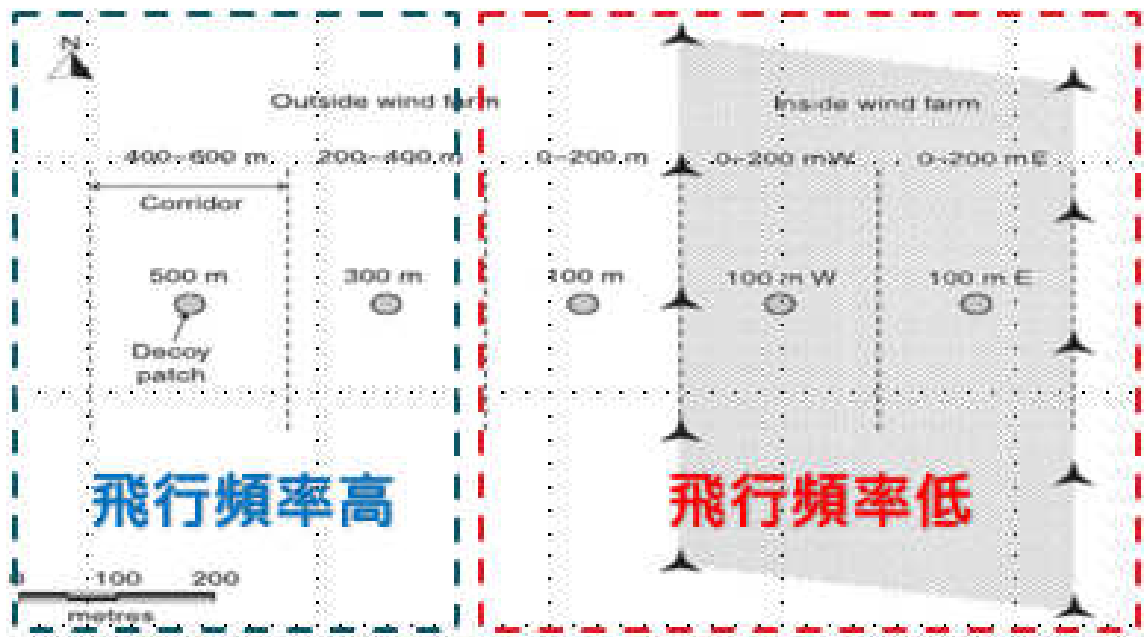 N
Outside wind farm
Inside wind farm
400-600 m
200-400 m
0-200 m
0-200 mW
0-200 mE
Corridor
500 m
300 m
100 m
100 m W
100 m E
Decoy
patch
飛行頻率高
飛行頻率低
0 100 200
metres